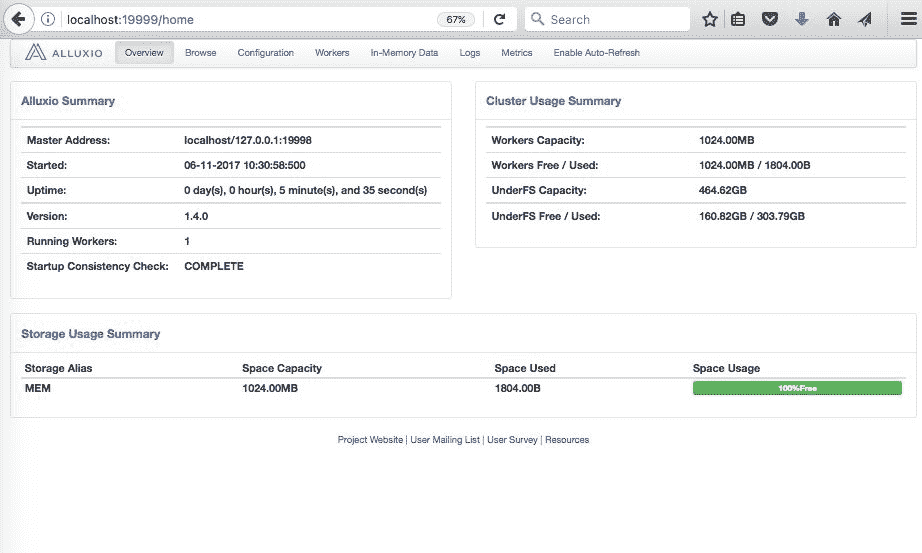 localhost:19999/home 67% Search
ALLUXIO Overview Browse Configuration Workers In-Memory Data Logs Metrics Enable Auto-Refresh
Alluxio Summary
Master Address: localhost/127.0.0.1:19998
Started: 06-11-2017 10:30:58:500
Uptime: 0 day(s), 0 hour(s), 5 minute(s), and 35 second(s)
Version: 1.4.0
Running Workers: 1
Startup Consistency Check: COMPLETE
Cluster Usage Summary
Workers Capacity: 1024.00MB
Workers Free / Used: 1024.00MB / 1804.00B
UnderFS Capacity: 464.62GB
UnderFS Free / Used: 160.82GB / 303.79GB
Storage Usage Summary
Storage Alias Space Capacity Space Used Space Usage
MEM 1024.00MB 1804.00B 100%Free
Project Website | User Mailing List | User Survey | Resources